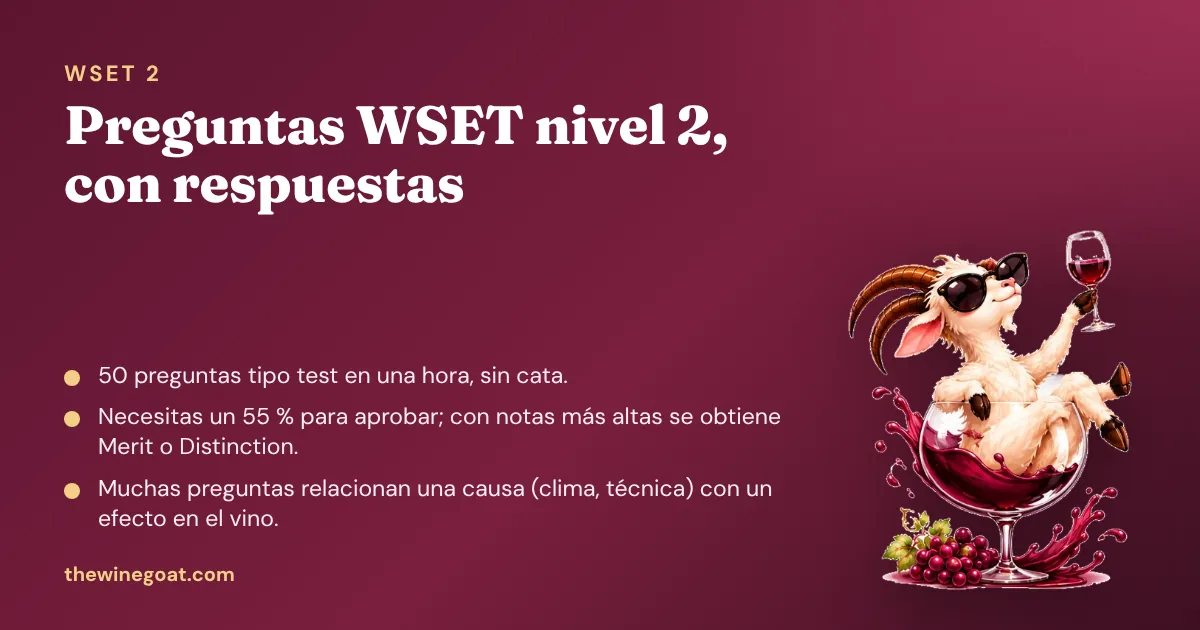 WSET 2
Preguntas WSET nivel 2,
con respuestas
50 preguntas tipo test en una hora, sin cata.
Necesitas un 55 % para aprobar; con notas más altas se obtiene
Merit o Distinction.
Muchas preguntas relacionan una causa (clima, técnica) con un
efecto en el vino.
thewinegoat.com